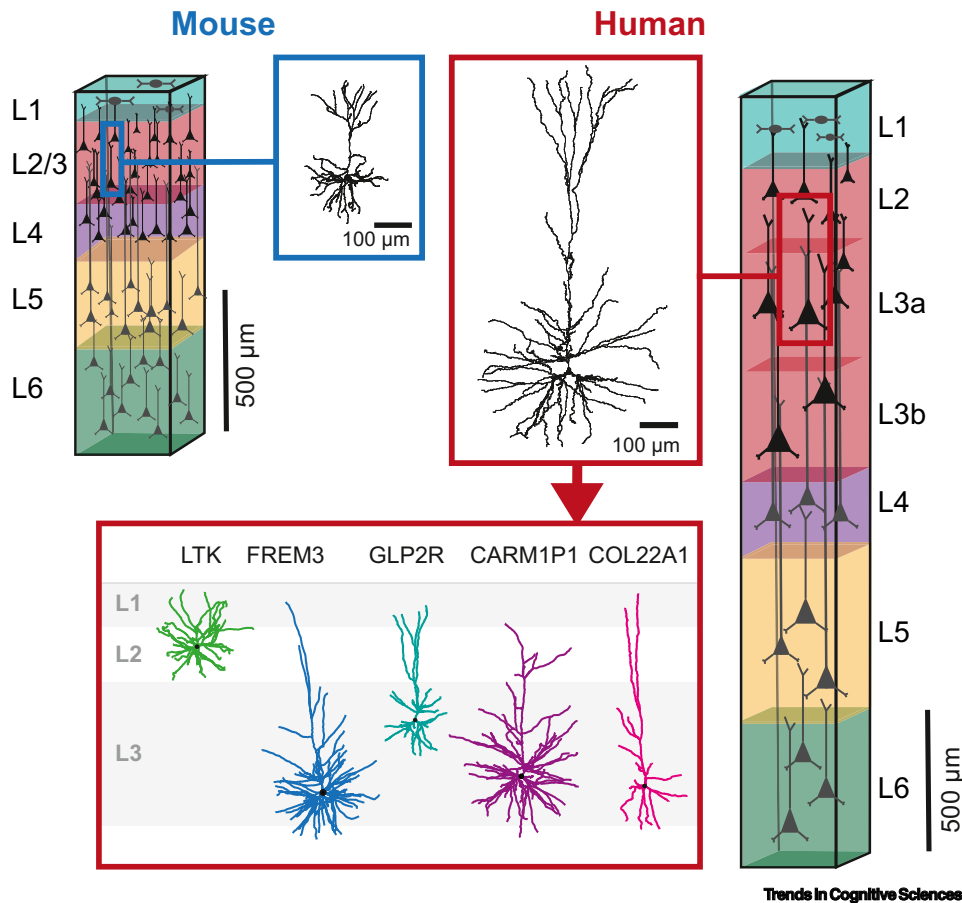 Mouse
Human
L1
L2/3
L4
L5
L6
500 µm
100 µm
100 µm
L1
L2
L3a
L3b
L4
L5
L6
500 µm
LTK FREM3 GLP2R CARM1P1 COL22A1
L1
L2
L3
Trends in Cognitive Sciences